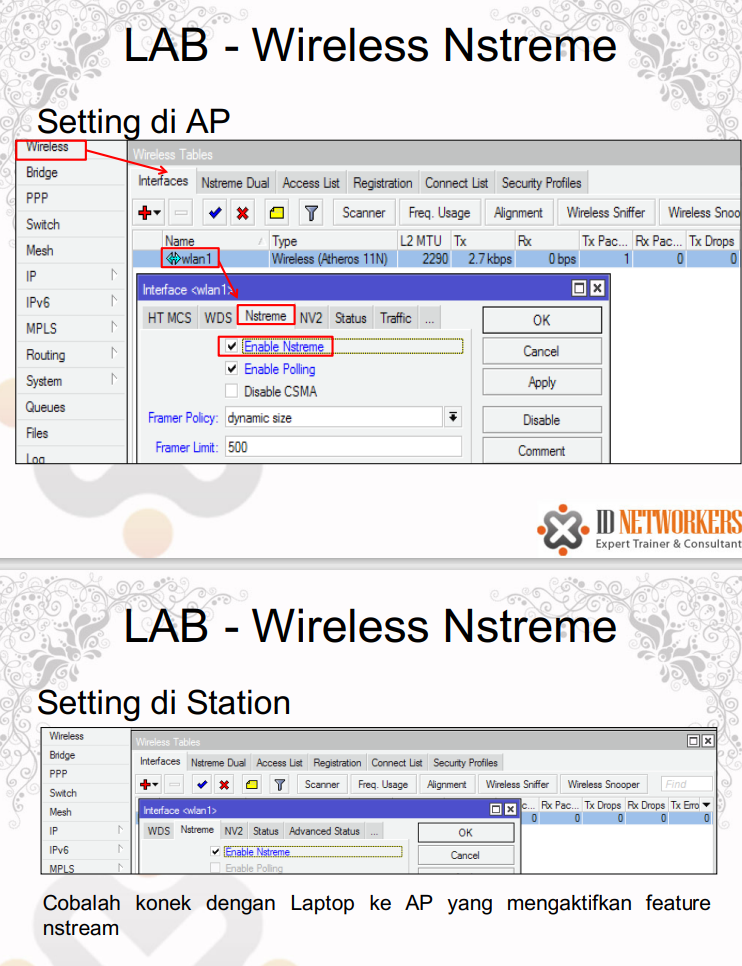 LAB - Wireless Nstreme
Setting di AP
Wireless
Bridge
PPP
Switch
Mesh
IP
IPv6
MPLS
Routing
System
Queues
Files
Log
Wireless Tables
Interfaces Nstreme Dual Access List Registration Connect List Security Profiles
Scanner Freq. Usage Alignment Wireless Sniffer Wireless Snoo
Name Type L2 MTU Tx Rx Tx Pac... Rx Pac... Tx Drops
wlan1 Wireless (Atheros 11N) 2290 2.7 kbps 0 bps 1 0 0
Interface <wlan1>
HT MCS WDS Nstreme NV2 Status Traffic ...
Enable Nstreme
Enable Polling
Disable CSMA
Framer Policy: dynamic size
Framer Limit: 500
OK
Cancel
Apply
Disable
Comment
ID NETWORKERS
Expert Trainer & Consultant
LAB - Wireless Nstreme
Setting di Station
Wireless
Bridge
PPP
Switch
Mesh
IP
IPv6
MPLS
Wireless Tables
Interfaces Nstreme Dual Access List Registration Connect List Security Profiles
Scanner Freq. Usage Alignment Wireless Sniffer Wireless Snooper Find
c... Rx Pac... Tx Drops Rx Drops Tx Erro
0 0 0 0 0
Interface <wlan1>
WDS Nstreme NV2 Status Advanced Status ...
Enable Nstreme
Enable Polling
OK
Cancel
Cobalah konek dengan Laptop ke AP yang mengaktifkan feature
nstream